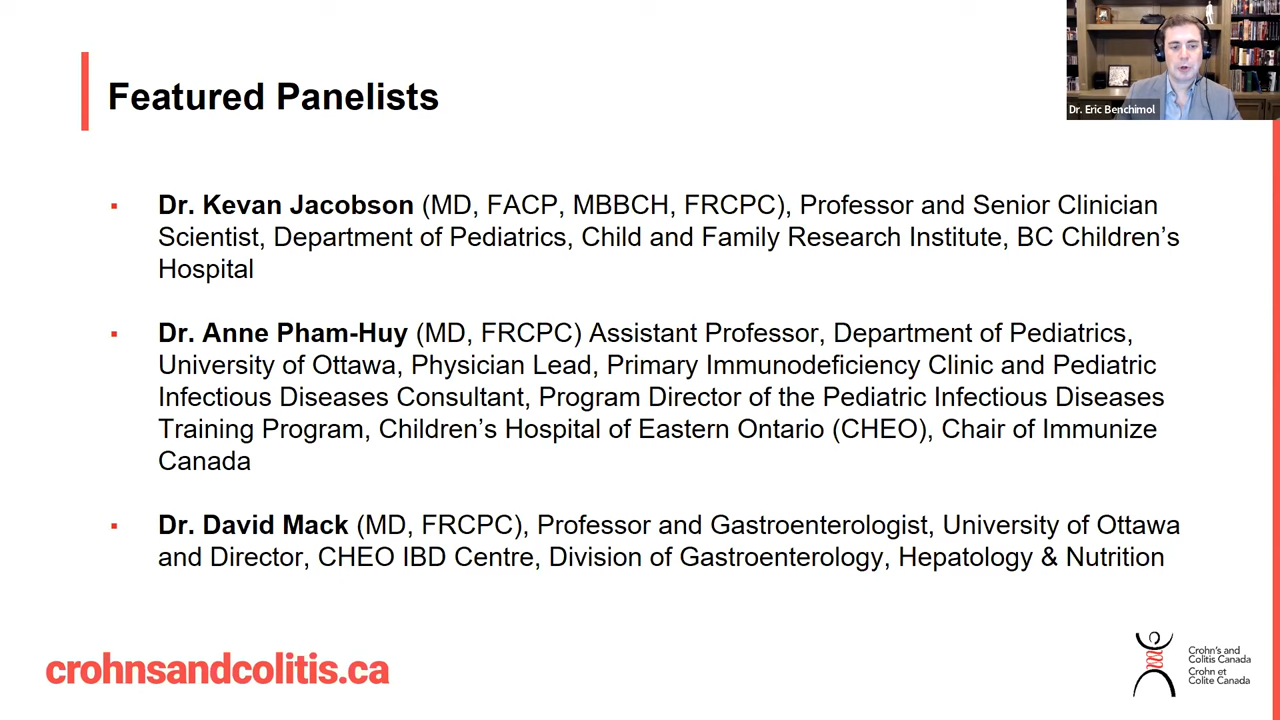 Featured Panelists
Dr. Eric Benchimol
▪ Dr. Kevan Jacobson (MD, FACP, MBBCH, FRCPC), Professor and Senior Clinician
Scientist, Department of Pediatrics, Child and Family Research Institute, BC Children’s
Hospital
▪ Dr. Anne Pham-Huy (MD, FRCPC) Assistant Professor, Department of Pediatrics,
University of Ottawa, Physician Lead, Primary Immunodeficiency Clinic and Pediatric
Infectious Diseases Consultant, Program Director of the Pediatric Infectious Diseases
Training Program, Children’s Hospital of Eastern Ontario (CHEO), Chair of Immunize
Canada
▪ Dr. David Mack (MD, FRCPC), Professor and Gastroenterologist, University of Ottawa
and Director, CHEO IBD Centre, Division of Gastroenterology, Hepatology & Nutrition
crohnsandcolitis.ca
Crohn's and
Colitis Canada
Crohn et
Colite Canada